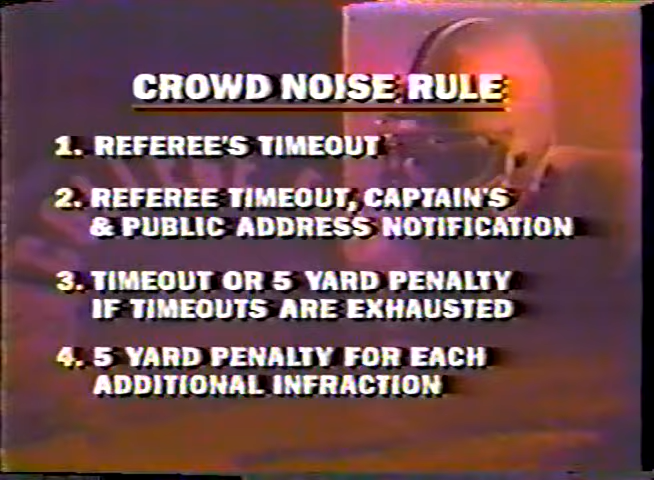 CROWD NOISE RULE
1. REFEREE'S TIMEOUT
2. REFEREE TIMEOUT, CAPTAIN'S
& PUBLIC ADDRESS NOTIFICATION
3. TIMEOUT OR 5 YARD PENALTY
IF TIMEOUTS ARE EXHAUSTED
4. 5 YARD PENALTY FOR EACH
ADDITIONAL INFRACTION